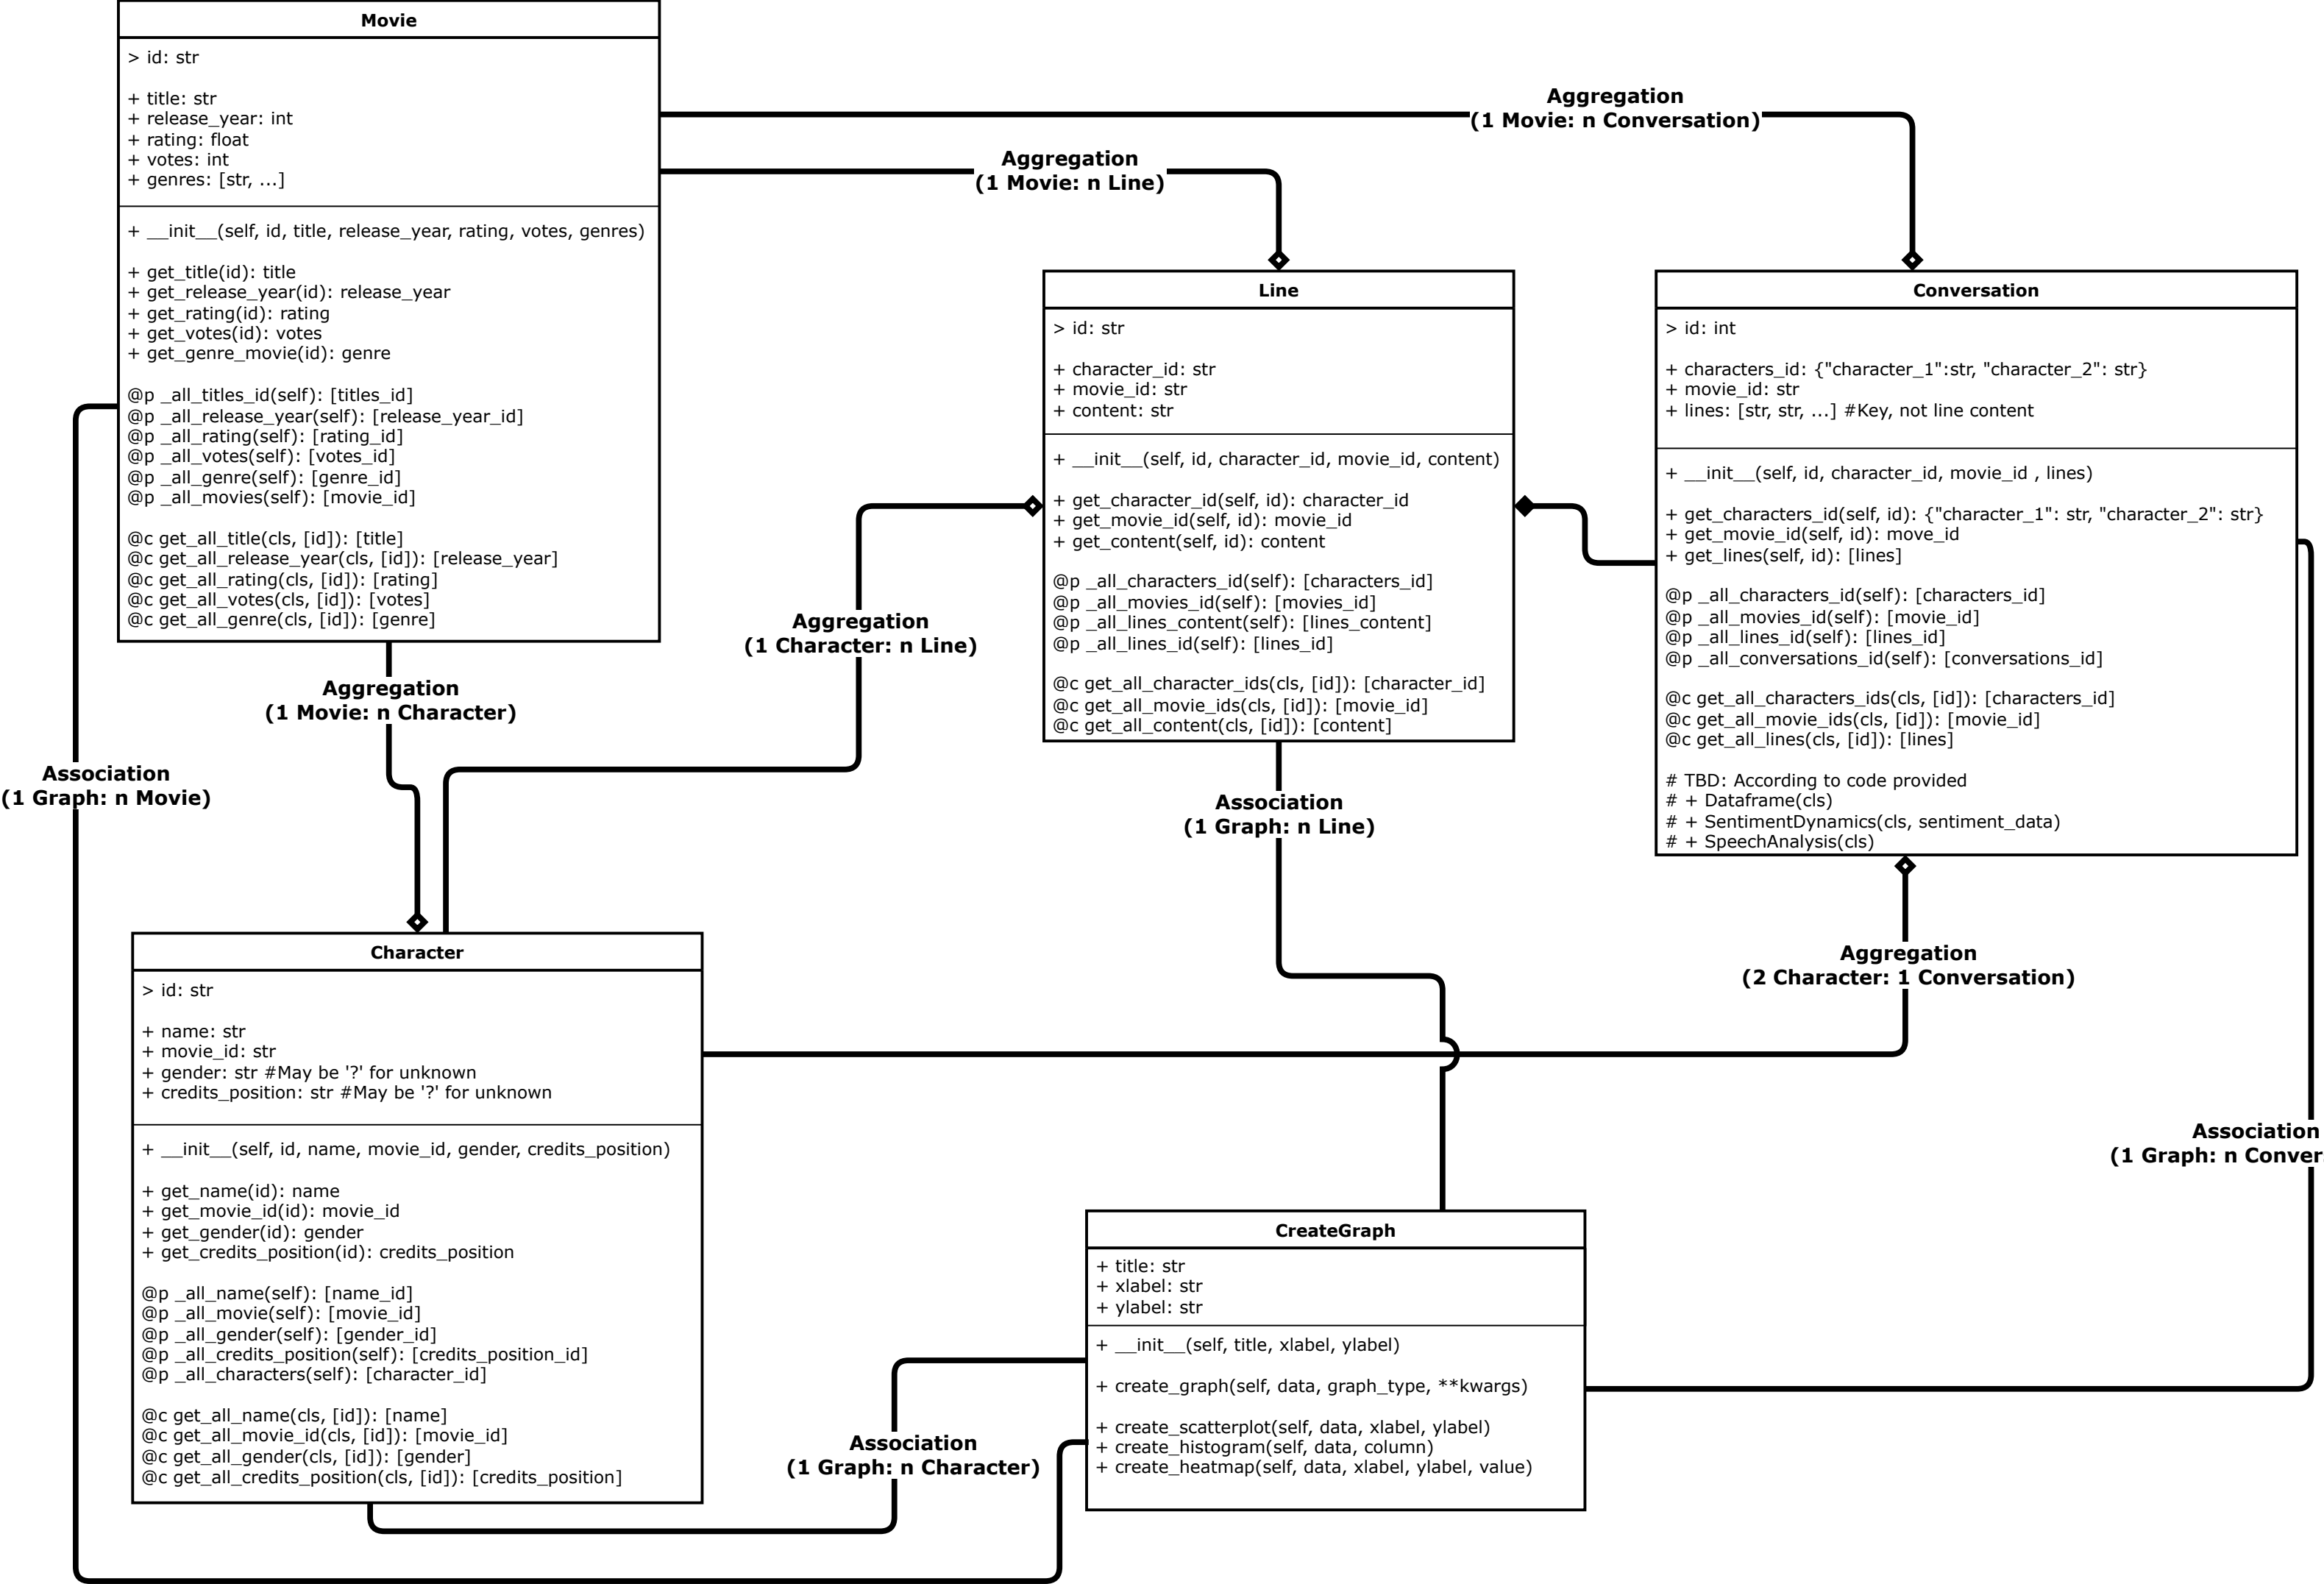 Movie
> id: str
+ title: str
+ release_year: int
+ rating: float
+ votes: int
+ genres: [str, ...]
+ __init__(self, id, title, release_year, rating, votes, genres)
+ get_title(id): title
+ get_release_year(id): release_year
+ get_rating(id): rating
+ get_votes(id): votes
+ get_genre_movie(id): genre
@p _all_titles_id(self): [titles_id]
@p _all_release_year(self): [release_year_id]
@p _all_rating(self): [rating_id]
@p _all_votes(self): [votes_id]
@p _all_genre(self): [genre_id]
@p _all_movies(self): [movie_id]
@c get_all_title(cls, [id]): [title]
@c get_all_release_year(cls, [id]): [release_year]
@c get_all_rating(cls, [id]): [rating]
@c get_all_votes(cls, [id]): [votes]
@c get_all_genre(cls, [id]): [genre]
Aggregation
(1 Movie: n Conversation)
Aggregation
(1 Movie: n Line)
Line
> id: str
+ character_id: str
+ movie_id: str
+ content: str
+ __init__(self, id, character_id, movie_id, content)
+ get_character_id(self, id): character_id
+ get_movie_id(self, id): movie_id
+ get_content(self, id): content
@p _all_characters_id(self): [characters_id]
@p _all_movies_id(self): [movies_id]
@p _all_lines_content(self): [lines_content]
@p _all_lines_id(self): [lines_id]
@c get_all_character_ids(cls, [id]): [character_id]
@c get_all_movie_ids(cls, [id]): [movie_id]
@c get_all_content(cls, [id]): [content]
Conversation
> id: int
+ characters_id: {"character_1":str, "character_2": str}
+ movie_id: str
+ lines: [str, str, ...] #Key, not line content
+ __init__(self, id, character_id, movie_id , lines)
+ get_characters_id(self, id): {"character_1": str, "character_2": str}
+ get_movie_id(self, id): move_id
+ get_lines(self, id): [lines]
@p _all_characters_id(self): [characters_id]
@p _all_movies_id(self): [movie_id]
@p _all_lines_id(self): [lines_id]
@p _all_conversations_id(self): [conversations_id]
@c get_all_characters_ids(cls, [id]): [characters_id]
@c get_all_movie_ids(cls, [id]): [movie_id]
@c get_all_lines(cls, [id]): [lines]
# TBD: According to code provided
# + Dataframe(cls)
# + SentimentDynamics(cls, sentiment_data)
# + SpeechAnalysis(cls)
Aggregation
(1 Character: n Line)
Aggregation
(1 Movie: n Character)
Association
(1 Graph: n Movie)
Association
(1 Graph: n Line)
Aggregation
(2 Character: 1 Conversation)
Association
(1 Graph: n Conver
Character
> id: str
+ name: str
+ movie_id: str
+ gender: str #May be '?' for unknown
+ credits_position: str #May be '?' for unknown
+ __init__(self, id, name, movie_id, gender, credits_position)
+ get_name(id): name
+ get_movie_id(id): movie_id
+ get_gender(id): gender
+ get_credits_position(id): credits_position
@p _all_name(self): [name_id]
@p _all_movie(self): [movie_id]
@p _all_gender(self): [gender_id]
@p _all_credits_position(self): [credits_position_id]
@p _all_characters(self): [character_id]
@c get_all_name(cls, [id]): [name]
@c get_all_movie_id(cls, [id]): [movie_id]
@c get_all_gender(cls, [id]): [gender]
@c get_all_credits_position(cls, [id]): [credits_position]
Association
(1 Graph: n Character)
CreateGraph
+ title: str
+ xlabel: str
+ ylabel: str
+ __init__(self, title, xlabel, ylabel)
+ create_graph(self, data, graph_type, **kwargs)
+ create_scatterplot(self, data, xlabel, ylabel)
+ create_histogram(self, data, column)
+ create_heatmap(self, data, xlabel, ylabel, value)